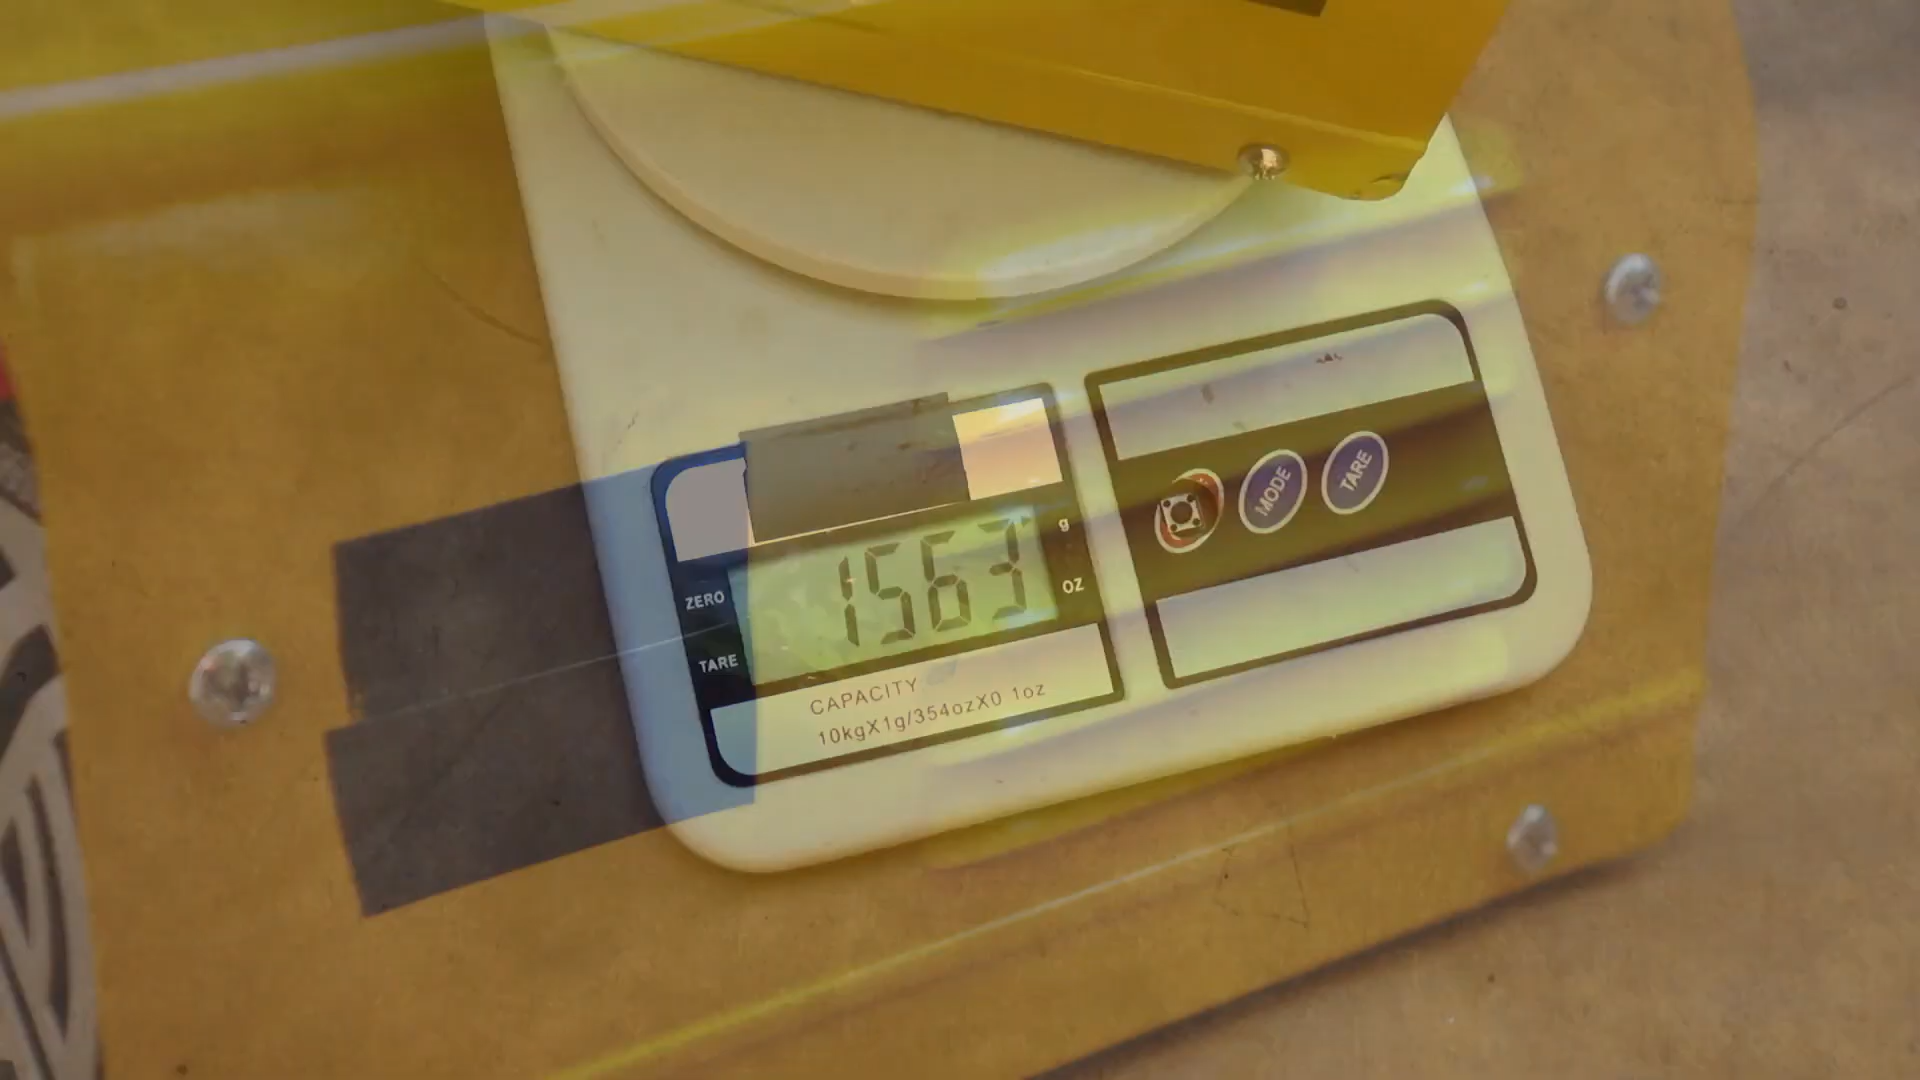 1563
g
OZ
ZERO
TARE
CAPACITY
10kgX1g/354ozX0 1oz
MODE
TARE